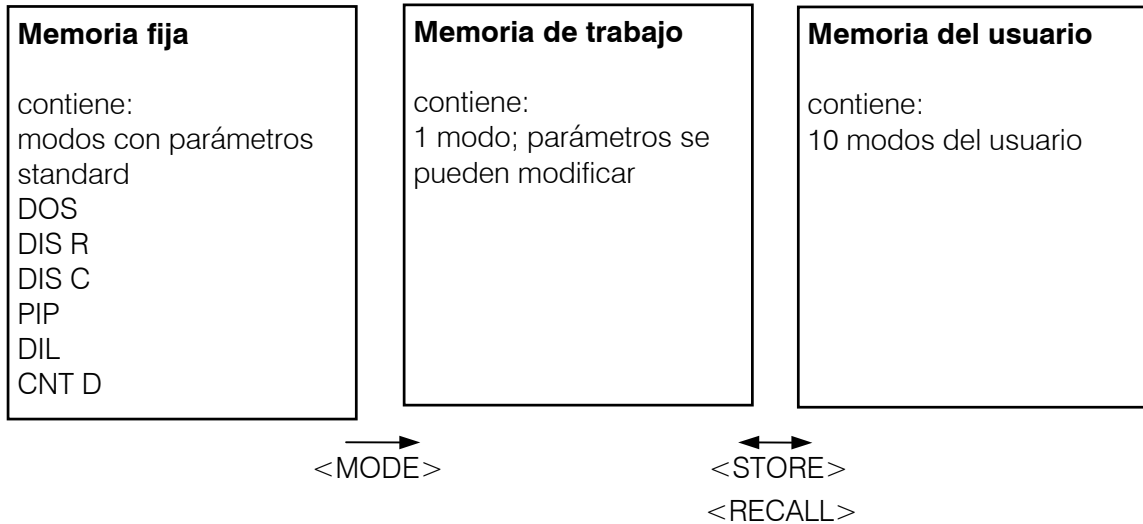 Memoria fija
contiene:
modos con parámetros
standard
DOS
DIS R
DIS C
PIP
DIL
CNT D
Memoria de trabajo
contiene:
1 modo; parámetros se
pueden modificar
Memoria del usuario
contiene:
10 modos del usuario
<MODE>
<STORE>
<RECALL>